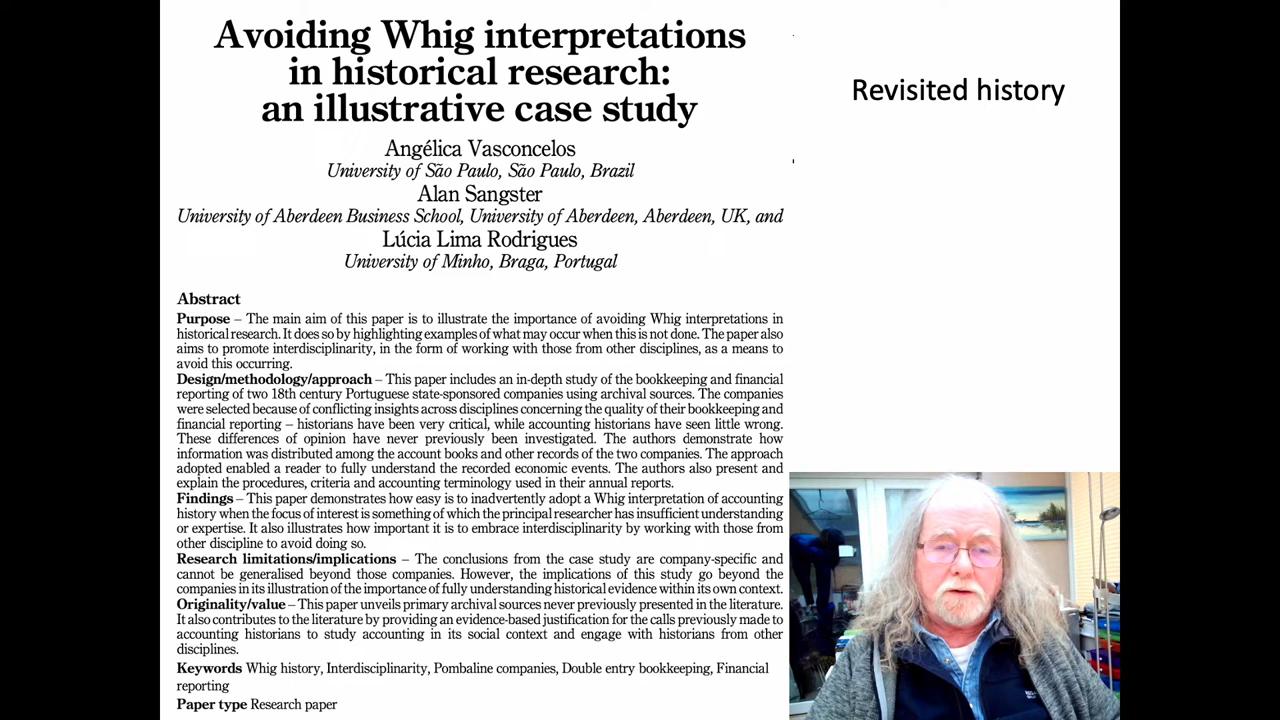 Avoiding Whig interpretations
in historical research:
an illustrative case study
Angélica Vasconcelos
University of São Paulo, São Paulo, Brazil
Alan Sangster
University of Aberdeen Business School, University of Aberdeen, Aberdeen, UK, and
Lúcia Lima Rodrigues
University of Minho, Braga, Portugal
Abstract
Purpose – The main aim of this paper is to illustrate the importance of avoiding Whig interpretations in
historical research. It does so by highlighting examples of what may occur when this is not done. The paper also
aims to promote interdisciplinarity, in the form of working with those from other disciplines, as a means to
avoid this occurring.
Design/methodology/approach – This paper includes an in-depth study of the bookkeeping and financial
reporting of two 18th century Portuguese state-sponsored companies using archival sources. The companies
were selected because of conflicting insights across disciplines concerning the quality of their bookkeeping and
financial reporting – historians have been very critical, while accounting historians have seen little wrong.
These differences of opinion have never previously been investigated. The authors demonstrate how
information was distributed among the account books and other records of the two companies. The approach
adopted enabled a reader to fully understand the recorded economic events. The authors also present and
explain the procedures, criteria and accounting terminology used in their annual reports.
Findings – This paper demonstrates how easy is to inadvertently adopt a Whig interpretation of accounting
history when the focus of interest is something of which the principal researcher has insufficient understanding
or expertise. It also illustrates how important it is to embrace interdisciplinarity by working with those from
other discipline to avoid doing so.
Research limitations/implications – The conclusions from the case study are company-specific and
cannot be generalised beyond those companies. However, the implications of this study go beyond the
companies in its illustration of the importance of fully understanding historical evidence within its own context.
Originality/value – This paper unveils primary archival sources never previously presented in the literature.
It also contributes to the literature by providing an evidence-based justification for the calls previously made to
accounting historians to study accounting in its social context and engage with historians from other
disciplines.
Keywords Whig history, Interdisciplinarity, Pombaline companies, Double entry bookkeeping, Financial
reporting
Paper type Research paper
Revisited history